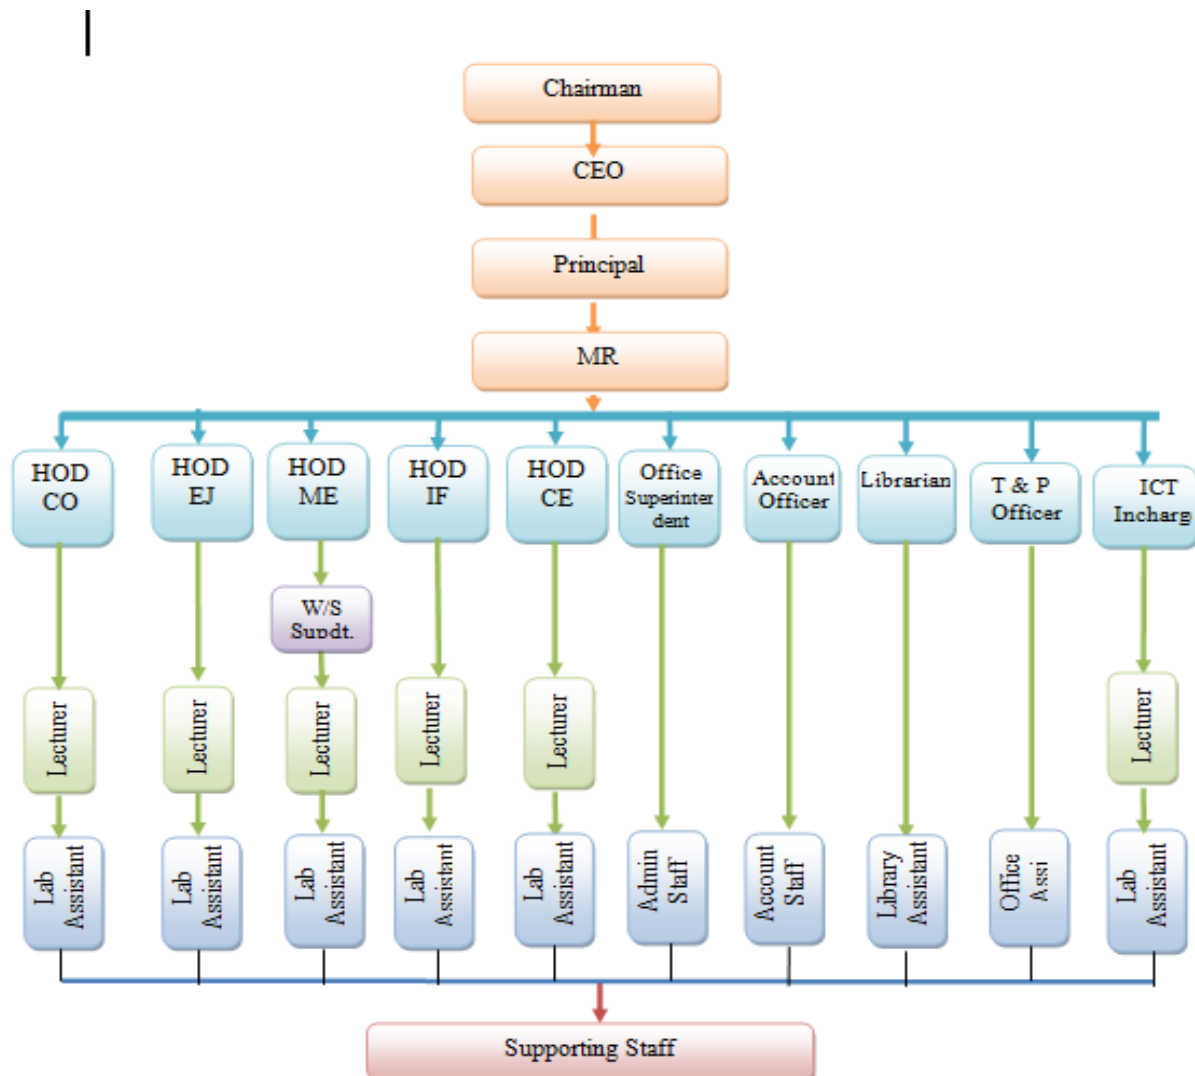 Chairman
CEO
Principal
MR
HOD
CO
HOD
EJ
HOD
ME
HOD
IF
HOD
CE
Office
Superinten
dent
Account
Officer
Librarian
T & P
Officer
ICT
Incharg
W/S
Supdt.
Lecturer
Lecturer
Lecturer
Lecturer
Lecturer
Lecturer
Lab
Assistant
Lab
Assistant
Lab
Assistant
Lab
Assistant
Lab
Assistant
Admin
Staff
Account
Staff
Library
Assistant
Office
Assi
Lab
Assistant
Supporting Staff